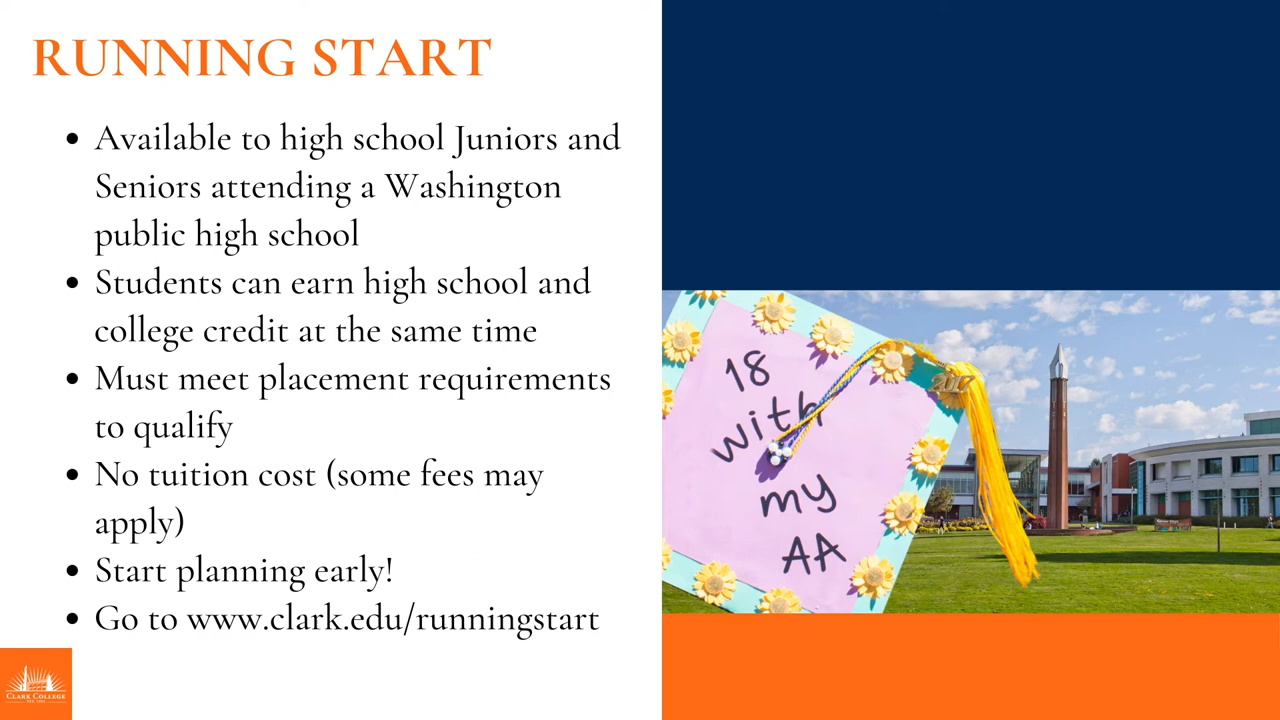 RUNNING START
• Available to high school Juniors and
Seniors attending a Washington
public high school
• Students can earn high school and
college credit at the same time
• Must meet placement requirements
to qualify
• No tuition cost (some fees may
apply)
• Start planning early!
• Go to www.clark.edu/runningstart
18
with
my
AA
2017
CLARK COLLEGE